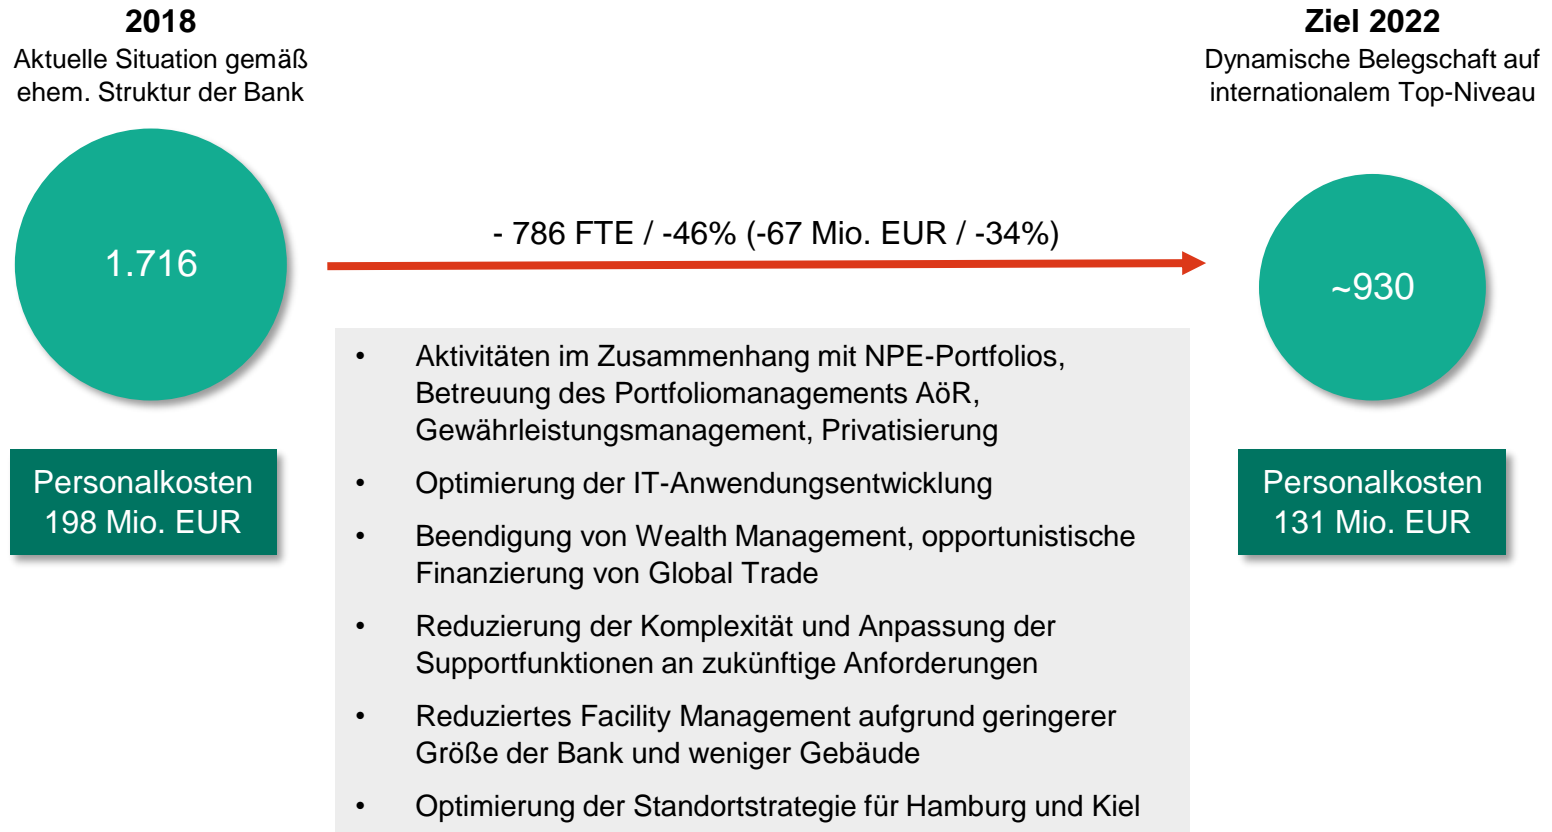 2018
Aktuelle Situation gemäß
ehem. Struktur der Bank
1.716
Personalkosten
198 Mio. EUR
- 786 FTE / -46% (-67 Mio. EUR / -34%)
• Aktivitäten im Zusammenhang mit NPE-Portfolios,
Betreuung des Portfoliomanagements AöR,
Gewährleistungsmanagement, Privatisierung
• Optimierung der IT-Anwendungsentwicklung
• Beendigung von Wealth Management, opportunistische
Finanzierung von Global Trade
• Reduzierung der Komplexität und Anpassung der
Supportfunktionen an zukünftige Anforderungen
• Reduziertes Facility Management aufgrund geringerer
Größe der Bank und weniger Gebäude
• Optimierung der Standortstrategie für Hamburg und Kiel
Ziel 2022
Dynamische Belegschaft auf
internationalem Top-Niveau
~930
Personalkosten
131 Mio. EUR